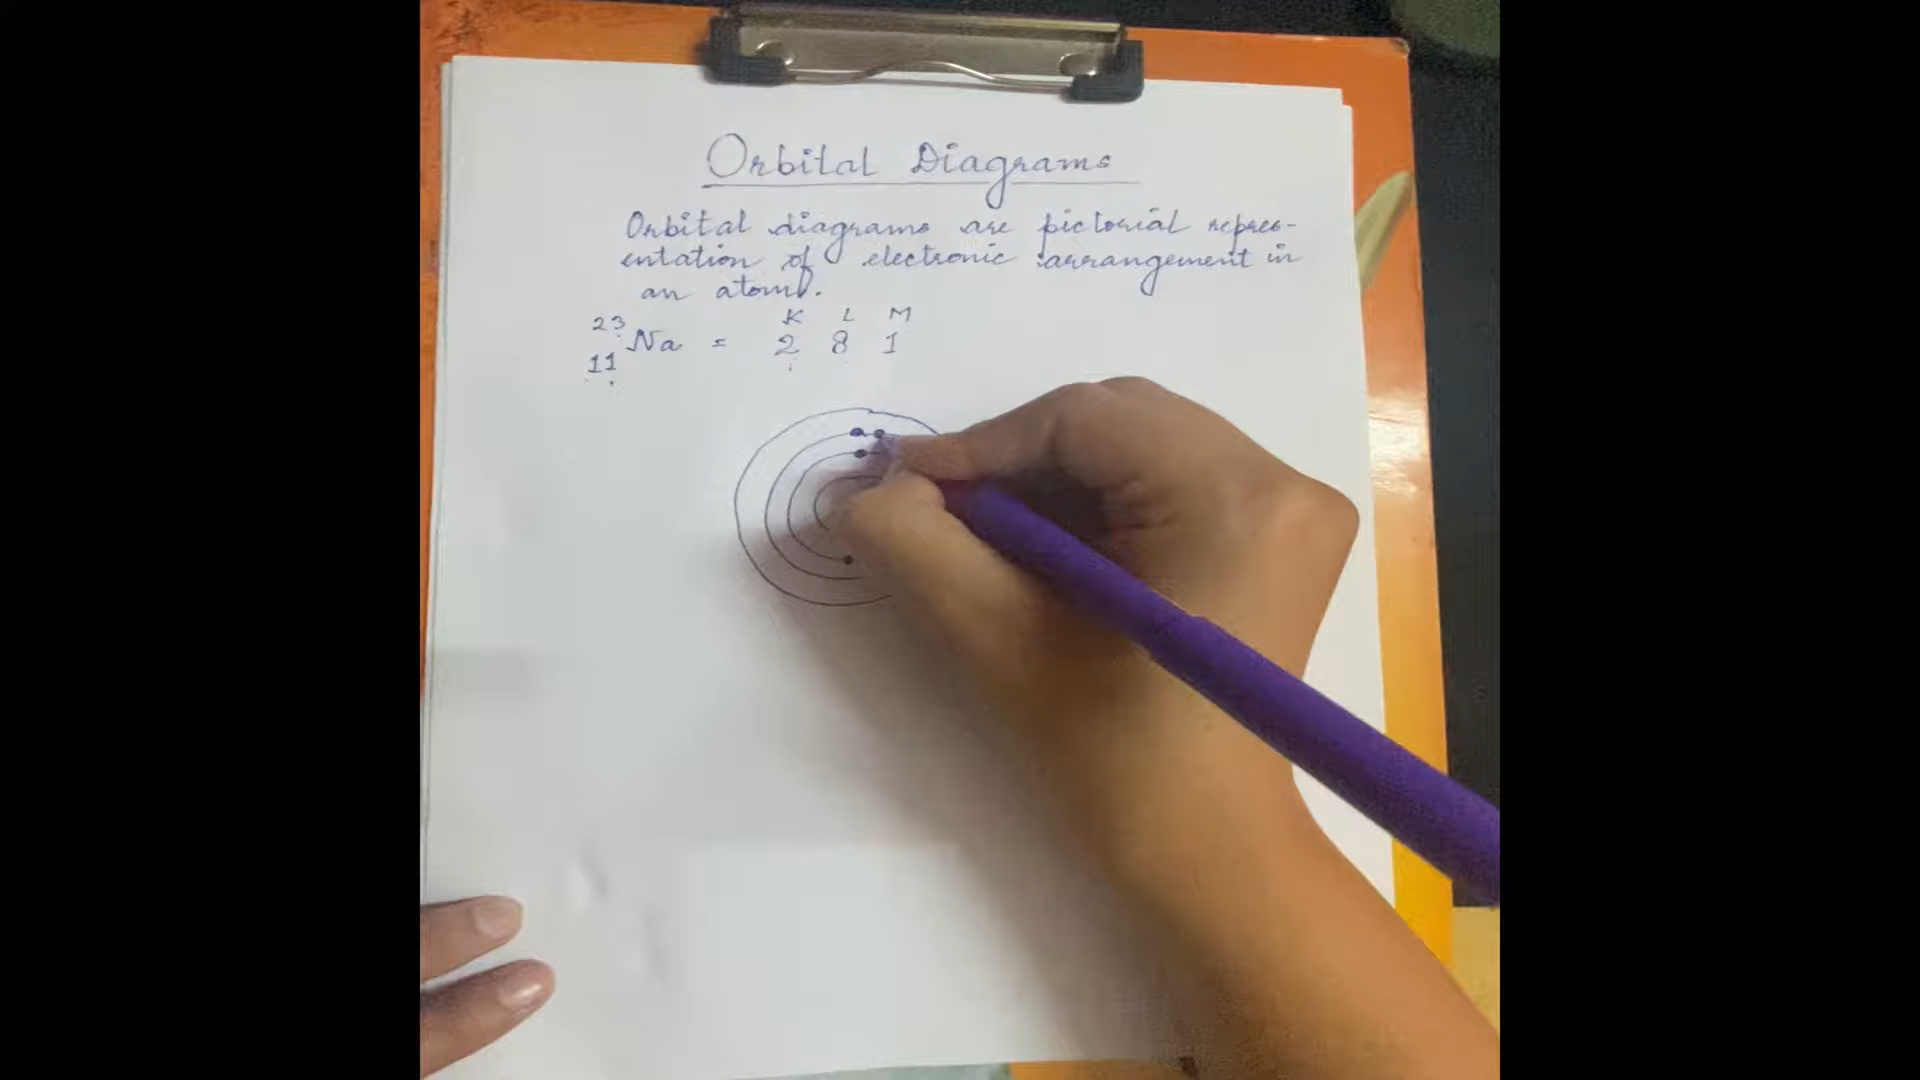 Orbital Diagrams
Orbital diagrams are pictorial repres-
entation of electronic arrangement in
an atom.
K L M
23
Na = 2 8 1
11